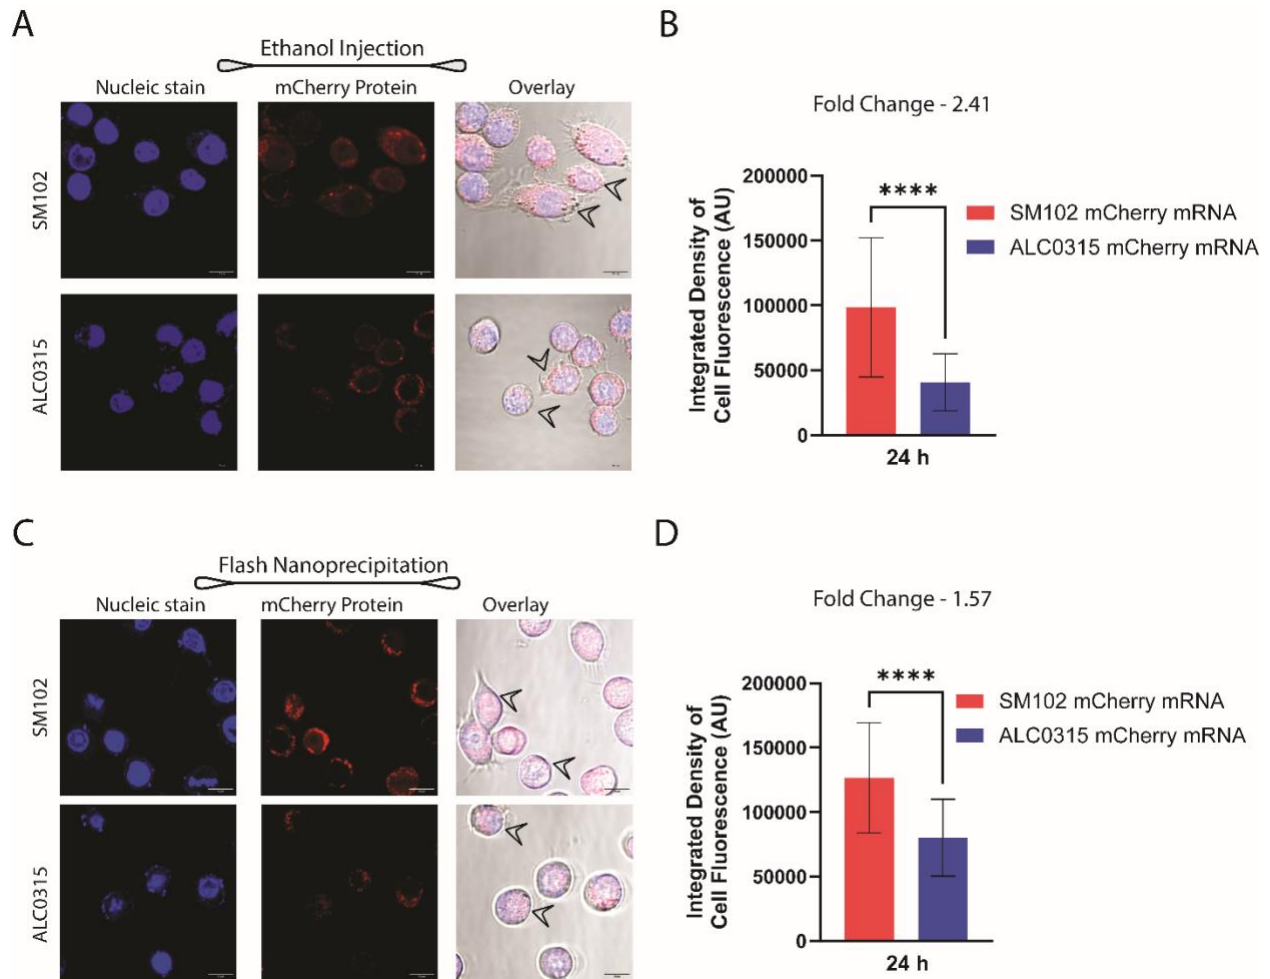 A
Ethanol Injection
Nucleic stain
mCherry Protein
Overlay
SM102
ALC0315
B
Fold Change - 2.41
Integrated Density of
Cell Fluorescence (AU)
200000
150000
100000
50000
0
****
24 h
SM102 mCherry mRNA
ALC0315 mCherry mRNA
C
Flash Nanoprecipitation
Nucleic stain
mCherry Protein
Overlay
SM102
ALC0315
D
Fold Change - 1.57
Integrated Density of
Cell Fluorescence (AU)
200000
150000
100000
50000
0
****
24 h
SM102 mCherry mRNA
ALC0315 mCherry mRNA